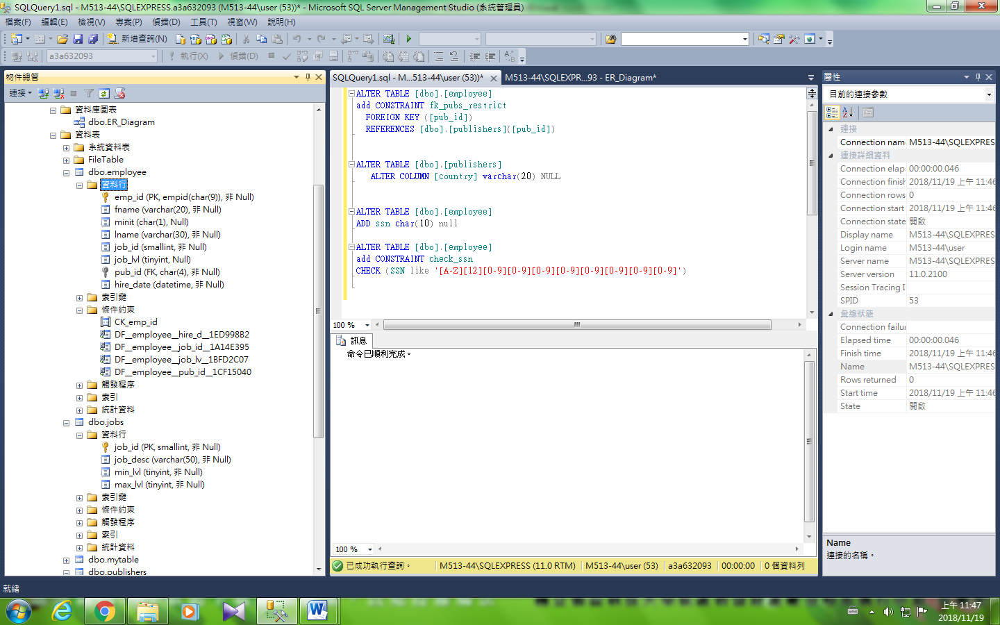 SQLQuery1.sql - M513-44\SQLEXPRESS.a3a632093 (M513-44\user (53))* - Microsoft SQL Server Management Studio (系統管理員)
檔案(F) 編輯(E) 檢視(V) 專案(P) 偵錯(D) 工具(T) 視窗(W) 說明(H)
新增查詢(N)
a3a632093 執行(X) 偵錯(D)
物件總管
連接
資料庫圖表
dbo.ER_Diagram
資料表
系統資料表
FileTable
dbo.employee
資料行
emp_id (PK, empid(char(9)), 非 Null)
fname (varchar(20), 非 Null)
minit (char(1), Null)
lname (varchar(30), 非 Null)
job_id (smallint, 非 Null)
job_lvl (tinyint, Null)
pub_id (FK, char(4), 非 Null)
hire_date (datetime, 非 Null)
索引鍵
條件約束
CK_emp_id
DF__employee__hire_d__1ED998B2
DF__employee__job_id__1A14E395
DF__employee__job_lv__1BFD2C07
DF__employee__pub_id__1CF15040
觸發程序
索引
統計資料
dbo.jobs
資料行
job_id (PK, smallint, 非 Null)
job_desc (varchar(50), 非 Null)
min_lvl (tinyint, 非 Null)
max_lvl (tinyint, 非 Null)
索引鍵
條件約束
觸發程序
索引
統計資料
dbo.mytable
dbo.publishers
SQLQuery1.sql - M...513-44\user (53))* M513-44\SQLEXPR...93 - ER_Diagram*
ALTER TABLE [dbo].[employee]
add CONSTRAINT fk_pubs_restrict
FOREIGN KEY ([pub_id])
REFERENCES [dbo].[publishers]([pub_id])
ALTER TABLE [dbo].[publishers]
ALTER COLUMN [country] varchar(20) NULL
ALTER TABLE [dbo].[employee]
ADD ssn char(10) null
ALTER TABLE [dbo].[employee]
add CONSTRAINT check_ssn
CHECK (SSN like '[A-Z][12][0-9][0-9][0-9][0-9][0-9][0-9][0-9][0-9]')
100 %
訊息
命令已順利完成。
100 %
已成功執行查詢。 M513-44\SQLEXPRESS (11.0 RTM) M513-44\user (53) a3a632093 00:00:00 0 個資料列
屬性
目前的連接參數
連接
Connection nam M513-44\SQLEXPRES
連接詳細資料
Connection elap 00:00:00.046
Connection finish 2018/11/19 上午 11:46
Connection rows 0
Connection start 2018/11/19 上午 11:46
Connection state 開啟
Display name M513-44\SQLEXPRES
Login name M513-44\user
Server name M513-44\SQLEXPRES
Server version 11.0.2100
Session Tracing I
SPID 53
彙總狀態
Connection failur
Elapsed time 00:00:00.046
Finish time 2018/11/19 上午 11:46
Name M513-44\SQLEXPRES
Rows returned 0
Start time 2018/11/19 上午 11:46
State 開啟
Name
連接的名稱。
就緒
上午 11:47
2018/11/19